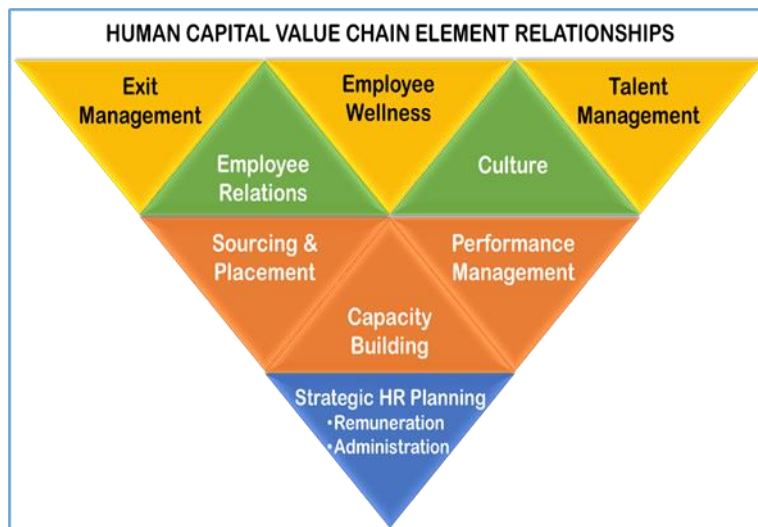 HUMAN CAPITAL VALUE CHAIN ELEMENT RELATIONSHIPS
Exit
Management
Employee
Wellness
Talent
Management
Employee
Relations
Culture
Sourcing &
Placement
Performance
Management
Capacity
Building
Strategic HR Planning
•Remuneration
•Administration